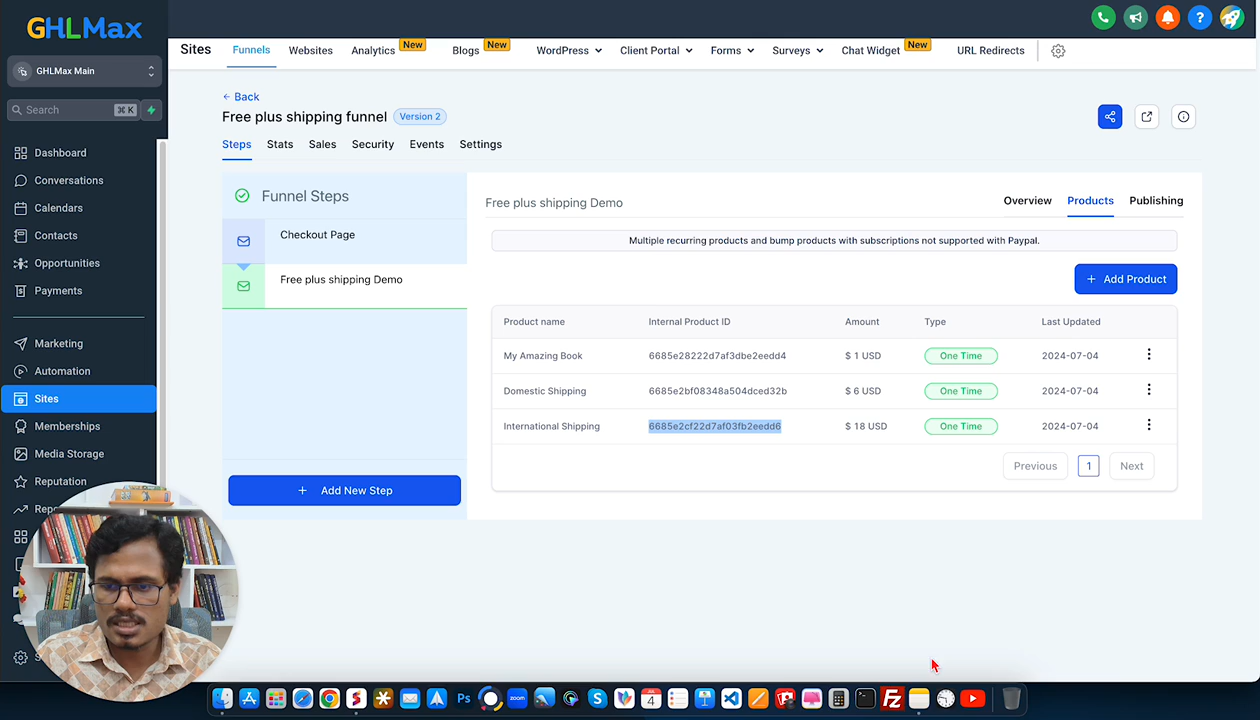 GHLMax
GHLMax Main
Search ⌘ K
Dashboard
Conversations
Calendars
Contacts
Opportunities
Payments
Marketing
Automation
Sites
Memberships
Media Storage
Reputation
Sites Funnels Websites Analytics New Blogs New WordPress Client Portal Forms Surveys Chat Widget New URL Redirects
← Back
Free plus shipping funnel Version 2
Steps Stats Sales Security Events Settings
Funnel Steps
Checkout Page
Free plus shipping Demo
+ Add New Step
Free plus shipping Demo Overview Products Publishing
Multiple recurring products and bump products with subscriptions not supported with Paypal.
+ Add Product
Product name Internal Product ID Amount Type Last Updated
My Amazing Book 6685e28222d7af3dbe2eedd4 $ 1 USD One Time 2024-07-04
Domestic Shipping 6685e2bf08348a504dced32b $ 6 USD One Time 2024-07-04
International Shipping 6685e2cf22d7af03fb2eedd6 $ 18 USD One Time 2024-07-04
Previous 1 Next
Ps zoom 4 Fz